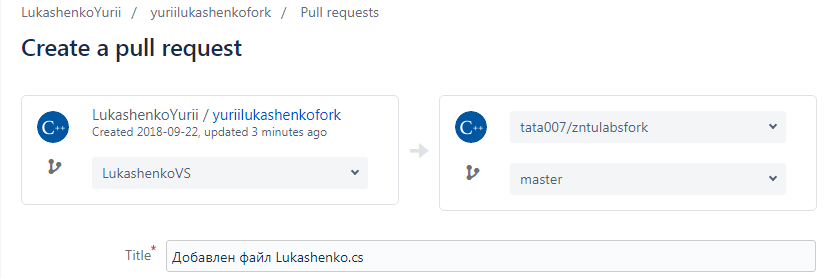 LukashenkoYurii / yuriilukashenkofork / Pull requests
Create a pull request
C++
LukashenkoYurii / yuriilukashenkofork
Created 2018-09-22, updated 3 minutes ago
LukashenkoVS
C++
tata007/zntulabsfork
master
Title* Добавлен файл Lukashenko.cs